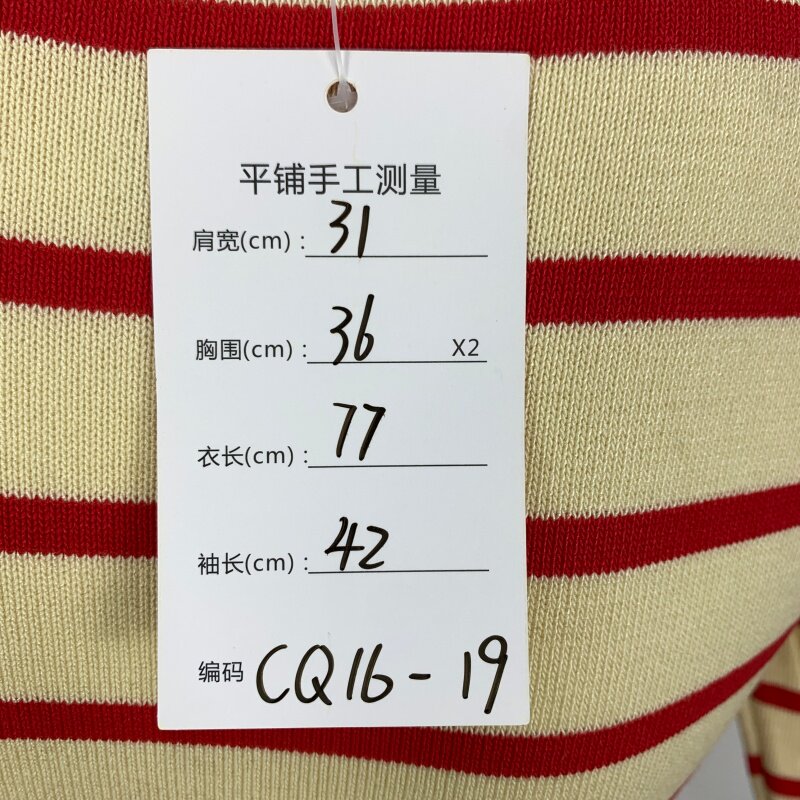 平铺手工测量
肩宽(cm)：31
胸围(cm)：36 X2
衣长(cm)：77
袖长(cm)：42
编码 CQ16-19